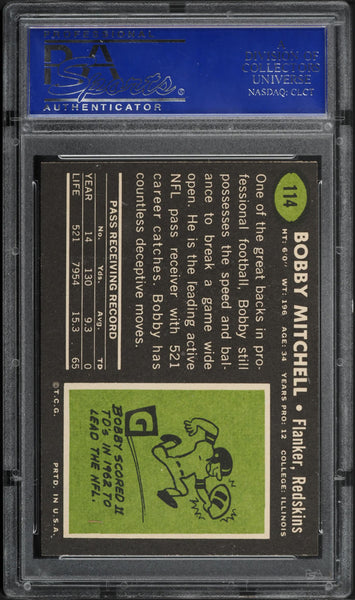 PROFESSIONAL
PSA
Sports ®
AUTHENTICATOR
A
DIVISION OF
COLLECTORS
UNIVERSE
NASDAQ: CLCT
114
BOBBY MITCHELL • Flanker, Redskins
HT: 6'0" WT: 196 AGE: 34 YEARS PRO: 12 COLLEGE: ILLINOIS
One of the great backs in pro-
fessional football, Bobby still
possesses the speed and bal-
ance to break a game wide
open. He is the leading active
NFL pass receiver with 521
career catches. Bobby has
countless deceptive moves.
PASS RECEIVING RECORD
No. Yds. Avg. TD
YEAR 14 130 9.3 0
LIFE 521 7954 15.3 65
G
BOBBY SCORED 11
TD'S IN 1962 TO
LEAD THE NFL.
© T.C.G. PRTD. IN U.S.A.